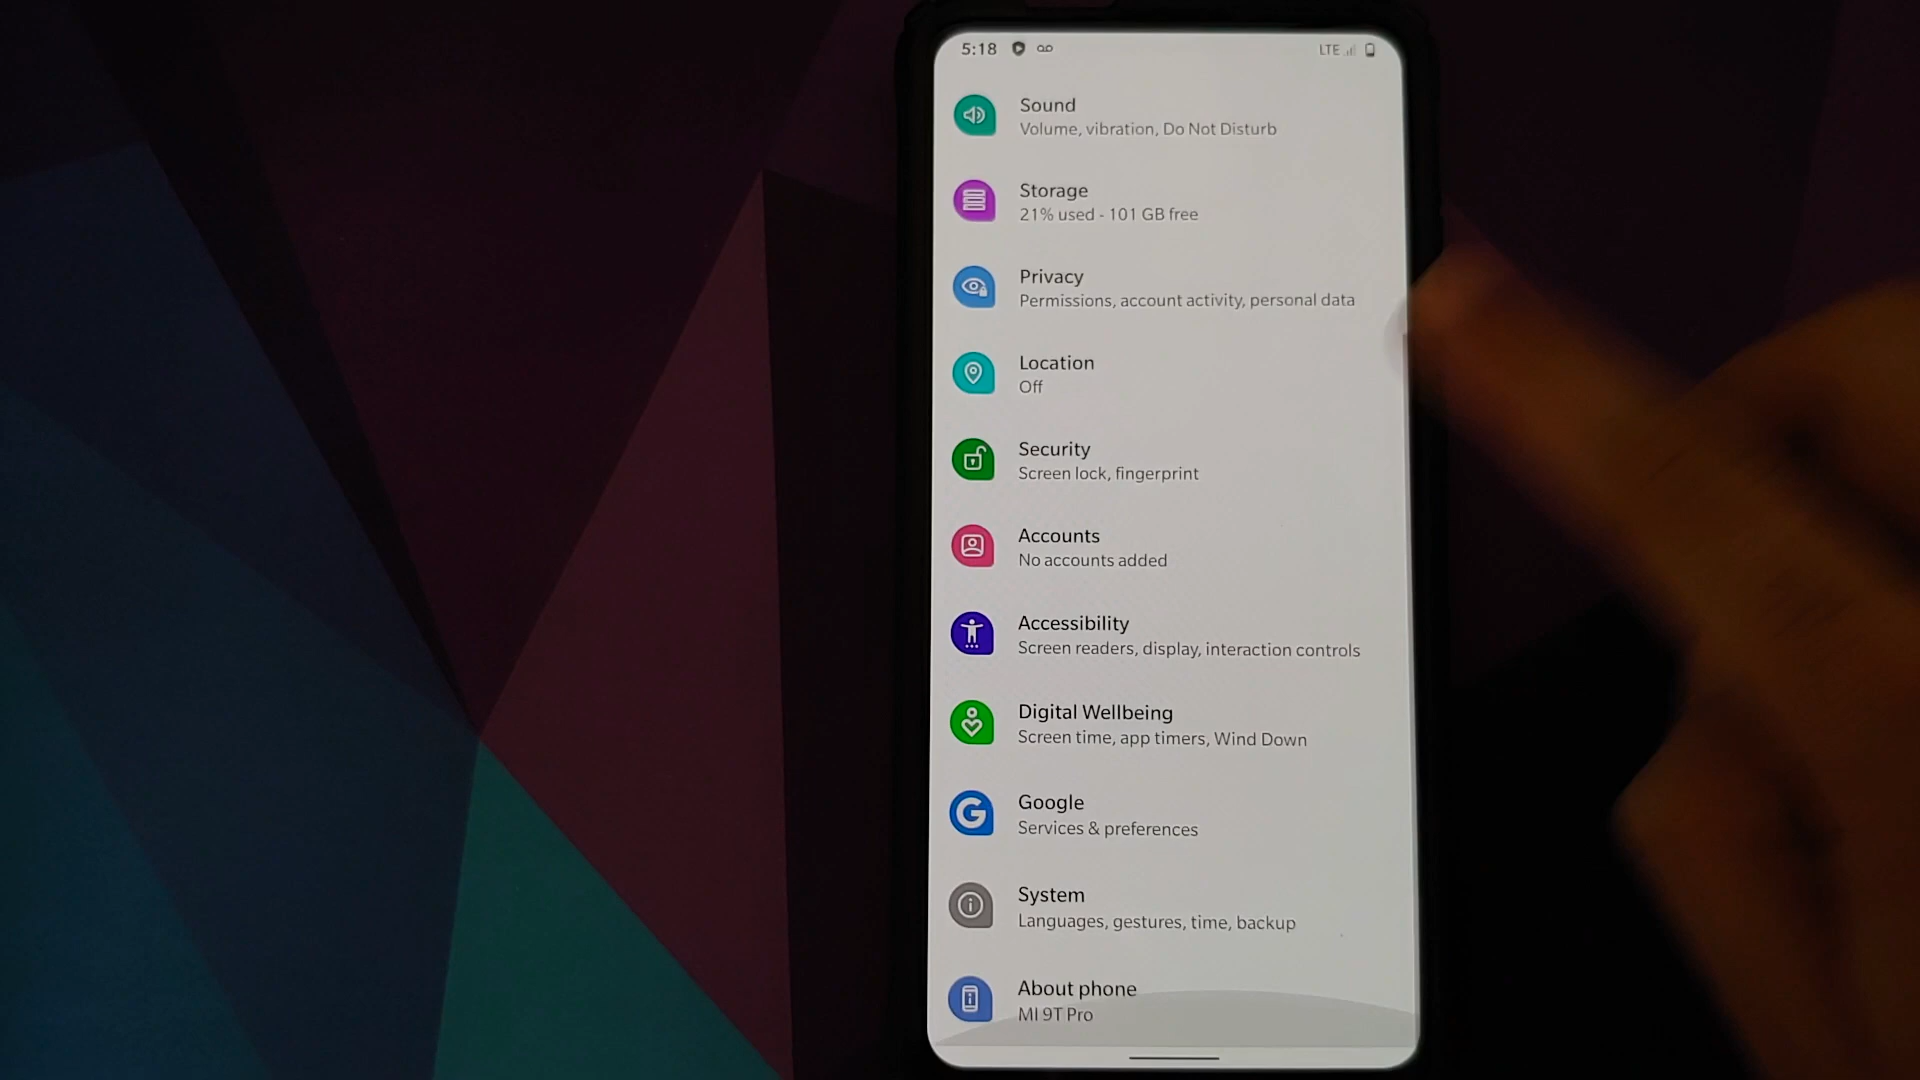 5:18
LTE
Sound
Volume, vibration, Do Not Disturb
Storage
21% used - 101 GB free
Privacy
Permissions, account activity, personal data
Location
Off
Security
Screen lock, fingerprint
Accounts
No accounts added
Accessibility
Screen readers, display, interaction controls
Digital Wellbeing
Screen time, app timers, Wind Down
Google
Services & preferences
System
Languages, gestures, time, backup
About phone
MI 9T Pro